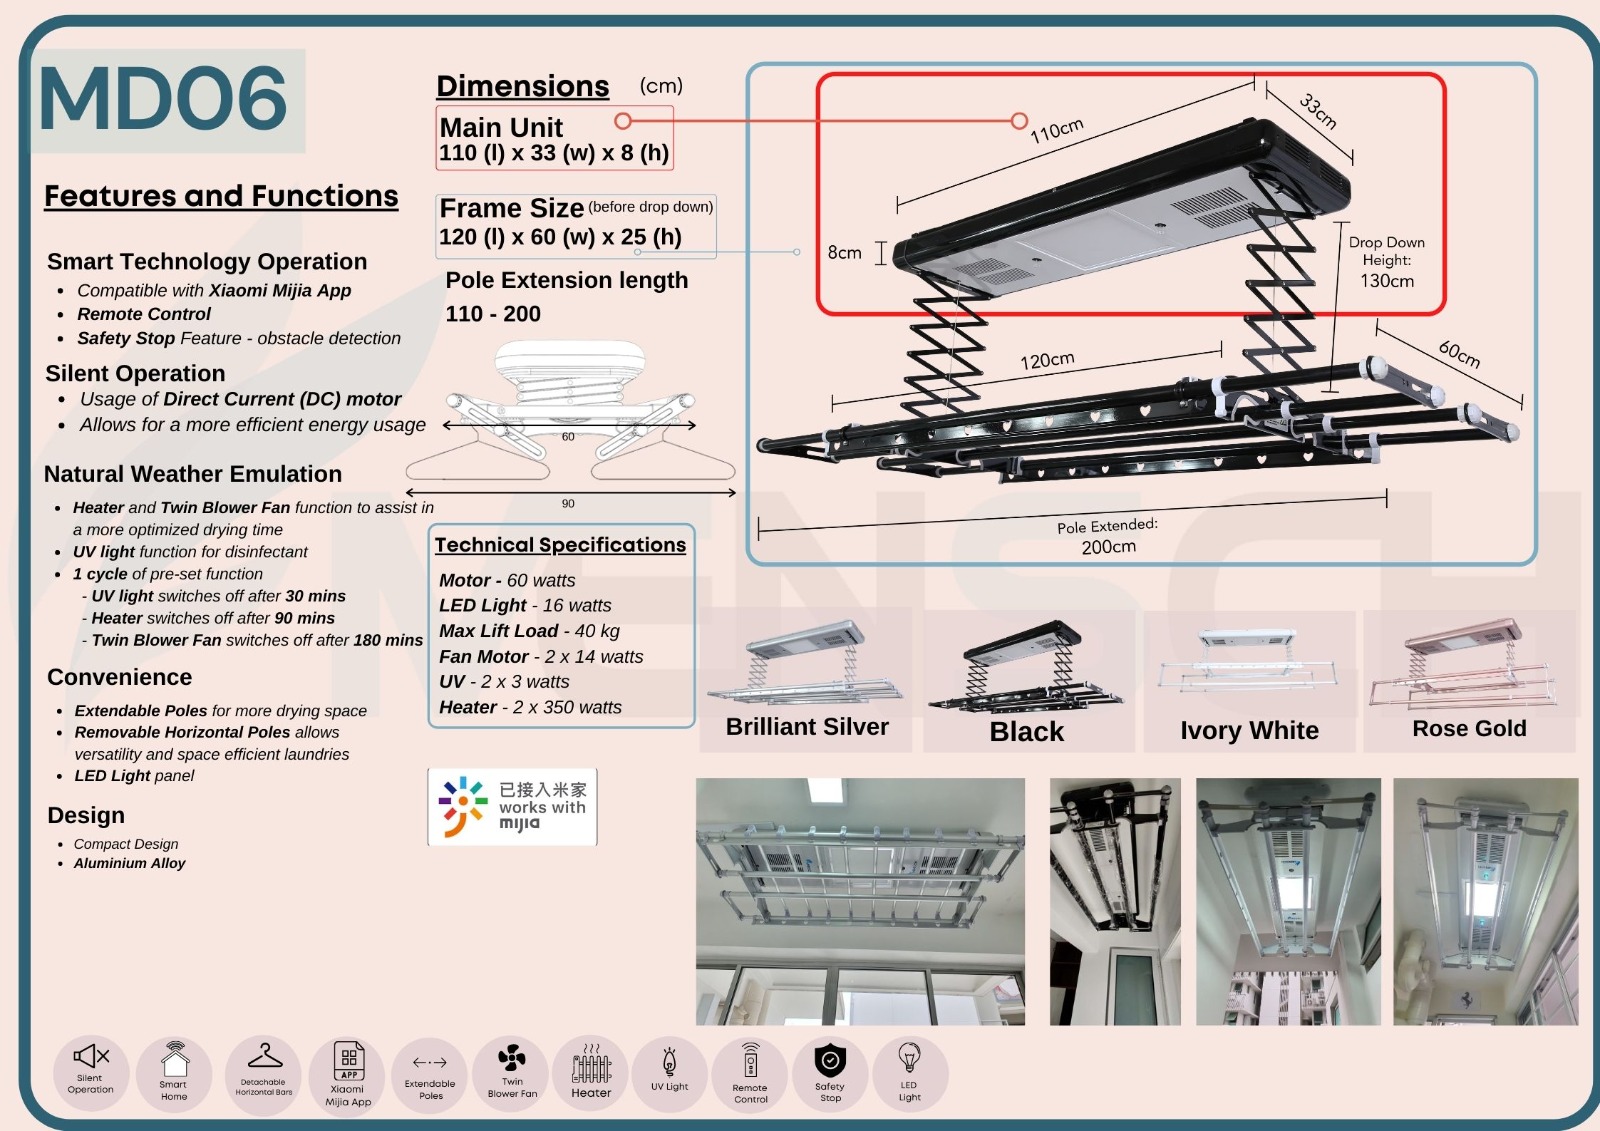 MD06
Features and Functions
Smart Technology Operation
• Compatible with Xiaomi Mijia App
• Remote Control
• Safety Stop Feature - obstacle detection
Silent Operation
• Usage of Direct Current (DC) motor
• Allows for a more efficient energy usage
Natural Weather Emulation
• Heater and Twin Blower Fan function to assist in
a more optimized drying time
• UV light function for disinfectant
• 1 cycle of pre-set function
- UV light switches off after 30 mins
- Heater switches off after 90 mins
- Twin Blower Fan switches off after 180 mins
Convenience
• Extendable Poles for more drying space
• Removable Horizontal Poles allows
versatility and space efficient laundries
• LED Light panel
Design
• Compact Design
• Aluminium Alloy
Dimensions (cm)
Main Unit
110 (l) x 33 (w) x 8 (h)
Frame Size (before drop down)
120 (l) x 60 (w) x 25 (h)
Pole Extension length
110 - 200
60
90
Technical Specifications
Motor - 60 watts
LED Light - 16 watts
Max Lift Load - 40 kg
Fan Motor - 2 x 14 watts
UV - 2 x 3 watts
Heater - 2 x 350 watts
已接入米家
works with
mijia
110cm
33cm
8cm
Drop Down
Height:
130cm
120cm
60cm
Pole Extended:
200cm
MENSCH
Brilliant Silver
Black
Ivory White
Rose Gold
Silent
Operation
Smart
Home
Detachable
Horizontal Bars
APP
Xiaomi
Mijia App
Extendable
Poles
Twin
Blower Fan
Heater
UV Light
Remote
Control
Safety
Stop
LED
Light